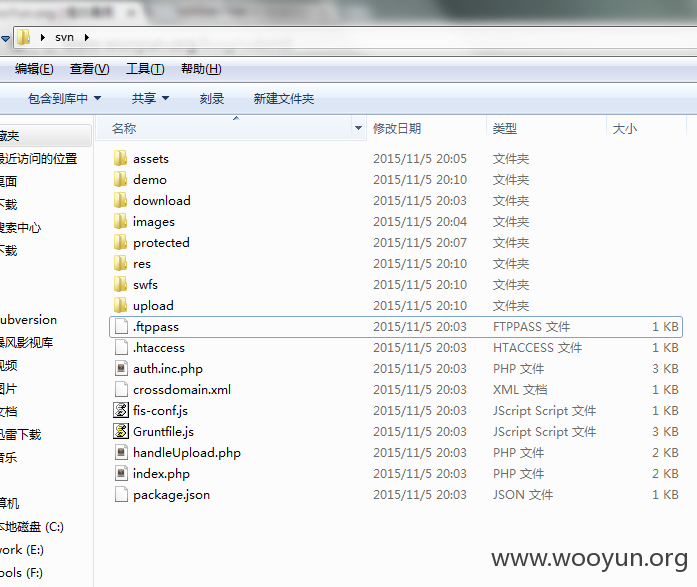 svn
编辑(E) 查看(V) 工具(T) 帮助(H)
包含到库中 共享 刻录 新建文件夹
名称 修改日期 类型 大小
藏夹
最近访问的位置
桌面
下载
搜索中心
下载
ubversion
暴风影视库
视频
图片
文档
迅雷下载
音乐
算机
本地磁盘 (C:)
work (E:)
ools (F:)
assets 2015/11/5 20:05 文件夹
demo 2015/11/5 20:10 文件夹
download 2015/11/5 20:03 文件夹
images 2015/11/5 20:04 文件夹
protected 2015/11/5 20:07 文件夹
res 2015/11/5 20:10 文件夹
swfs 2015/11/5 20:10 文件夹
upload 2015/11/5 20:10 文件夹
.ftppass 2015/11/5 20:03 FTPPASS 文件 1 KB
.htaccess 2015/11/5 20:03 HTACCESS 文件 1 KB
auth.inc.php 2015/11/5 20:03 PHP 文件 3 KB
crossdomain.xml 2015/11/5 20:03 XML 文档 1 KB
fis-conf.js 2015/11/5 20:03 JScript Script 文件 1 KB
Gruntfile.js 2015/11/5 20:03 JScript Script 文件 3 KB
handleUpload.php 2015/11/5 20:03 PHP 文件 2 KB
index.php 2015/11/5 20:03 PHP 文件 2 KB
package.json 2015/11/5 20:03 JSON 文件 1 KB
www.wooyun.org